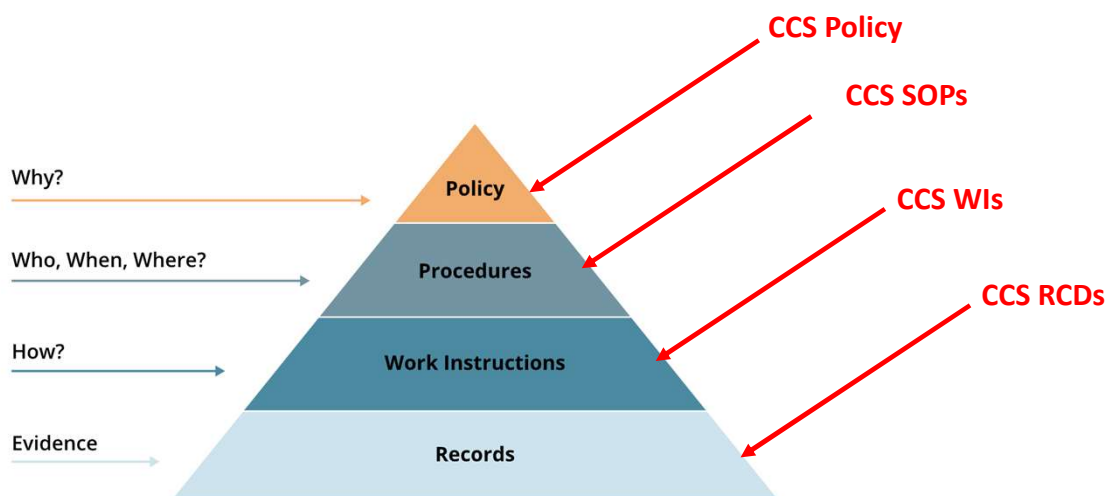 CCS Policy
CCS SOPs
Why?
Policy
CCS WIs
Who, When, Where?
Procedures
CCS RCDs
How?
Work Instructions
Evidence
Records